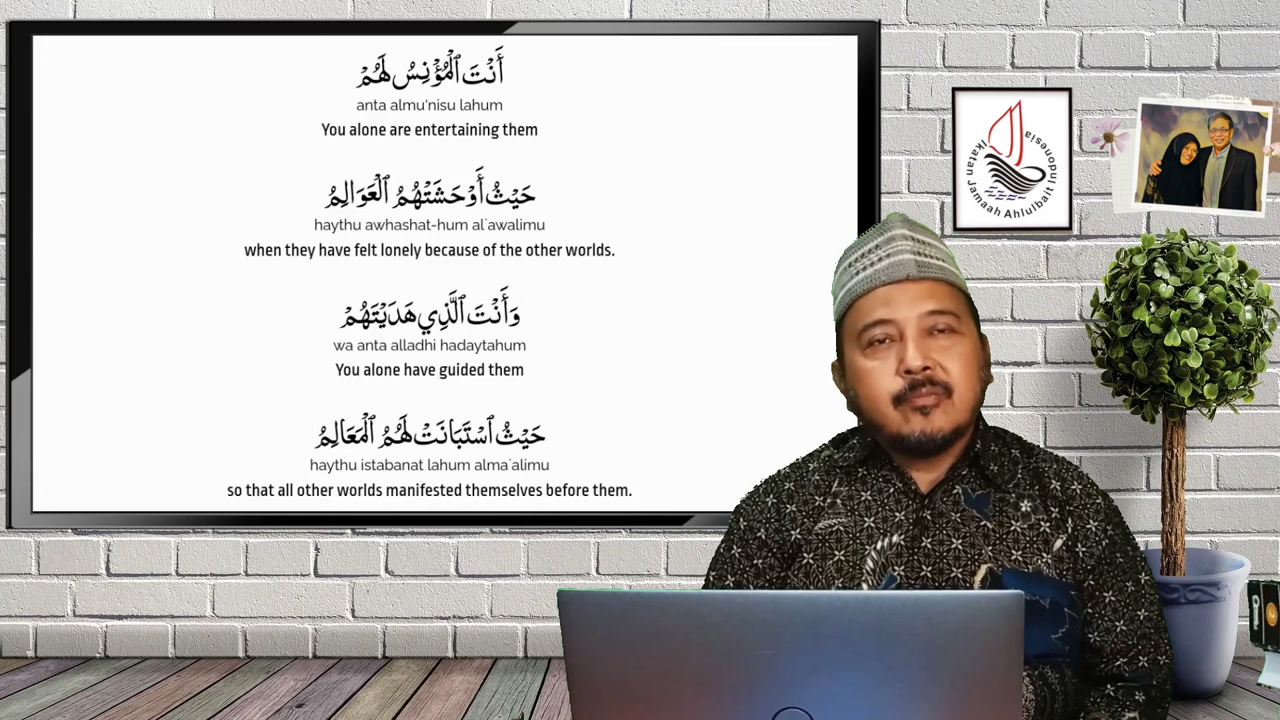 أَنْتَ ٱلْمُؤْنِسُ لَهُمْ
anta almu'nisu lahum
You alone are entertaining them
حَيْثُ أَوْحَشَتْهُمُ ٱلْعَوَالِمُ
haythu awhashat-hum al`awalimu
when they have felt lonely because of the other worlds.
وَأَنْتَ ٱلَّذِي هَدَيْتَهُمْ
wa anta alladhi hadaytahum
You alone have guided them
حَيْثُ ٱسْتَبَانَتْ لَهُمُ ٱلْمَعَالِمُ
haythu istabanat lahum alma`alimu
so that all other worlds manifested themselves before them.
Ikatan Jamaah Ahlulbait Indonesia